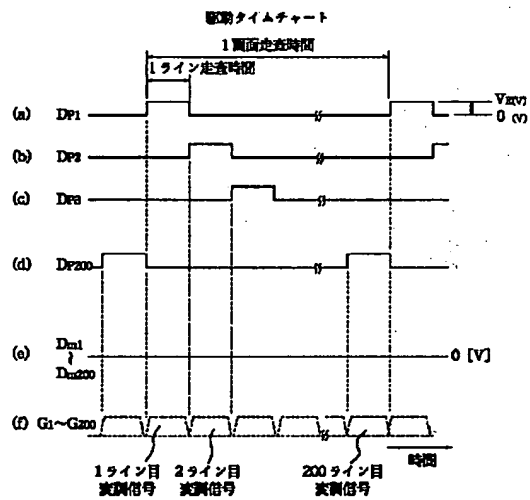 駆動タイムチャート
1画面走査時間
1ライン走査時間
(a) DP1 VE(V)
0 (V)
(b) DP2
(c) DP3
(d) DP200
(e) Dm1 ~ Dm200 0 [V]
(f) G1~G200
時間
1ライン目 2ライン目 200ライン目
変調信号 変調信号 変調信号